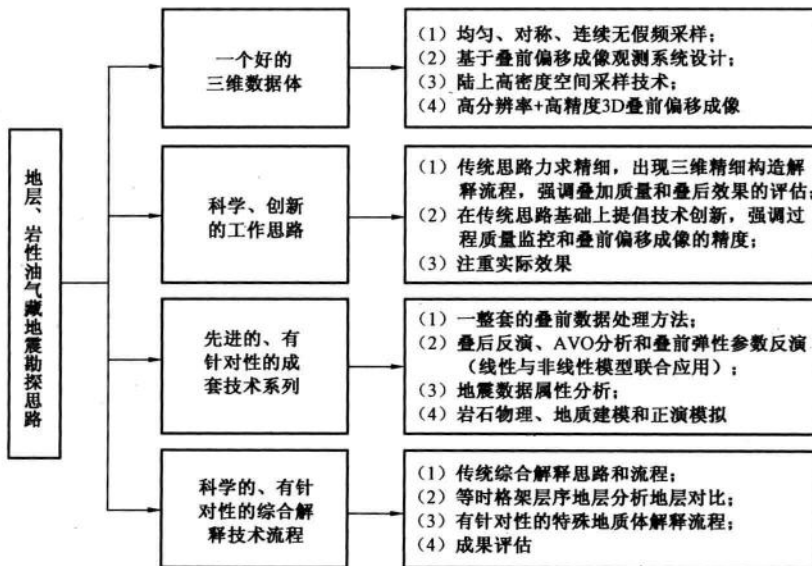 地层、岩性油气藏地震勘探思路
一个好的
三维数据体
(1) 均匀、对称、连续无假频采样;
(2) 基于叠前偏移成像观测系统设计;
(3) 陆上高密度空间采样技术;
(4) 高分辨率+高精度3D叠前偏移成像
科学、创新
的工作思路
(1) 传统思路力求精细，出现三维精细构造解
释流程，强调叠加质量和叠后效果的评估;
(2) 在传统思路基础上提倡技术创新，强调过
程质量监控和叠前偏移成像的精度;
(3) 注重实际效果
先进的、有
针对性的成
套技术系列
(1) 一整套的叠前数据处理方法;
(2) 叠后反演、AVO分析和叠前弹性参数反演
（线性与非线性模型联合应用）;
(3) 地震数据属性分析;
(4) 岩石物理、地质建模和正演模拟
科学的、有针
对性的综合解
释技术流程
(1) 传统综合解释思路和流程;
(2) 等时格架层序地层分析地层对比;
(3) 有针对性的特殊地质体解释流程;
(4) 成果评估